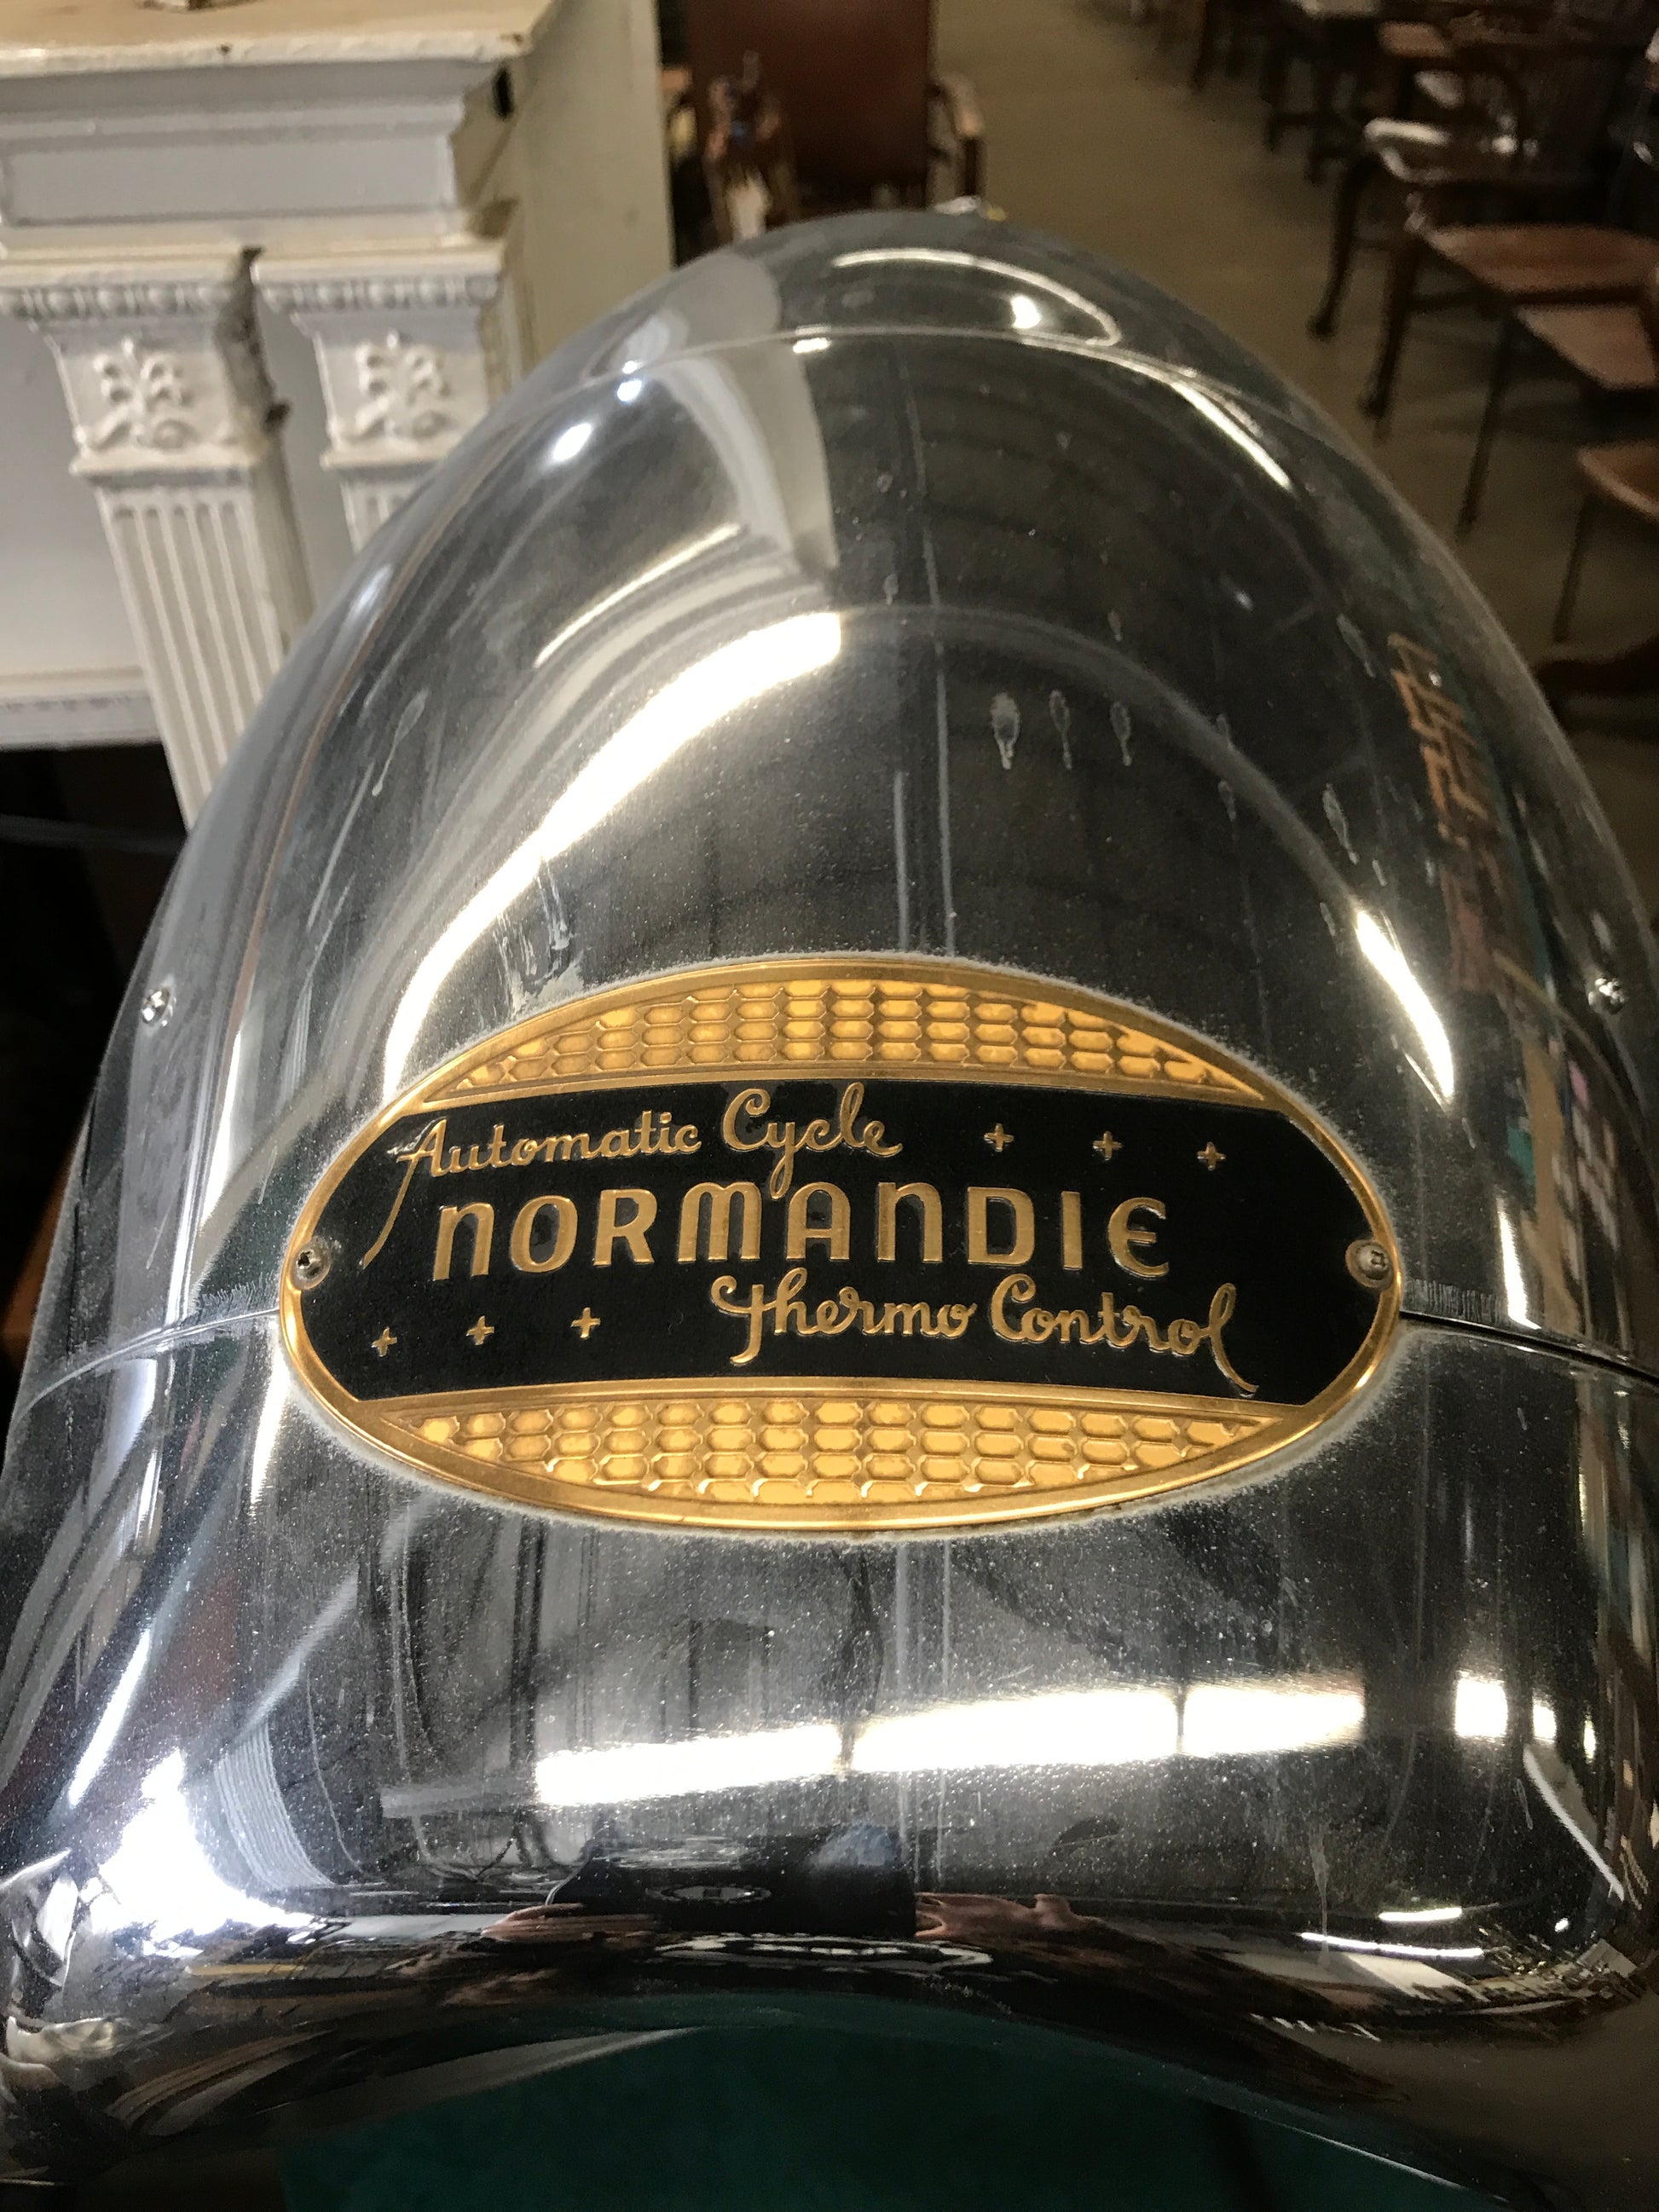 Automatic Cycle + + +
NORMANDIE
+ + + Thermo Control